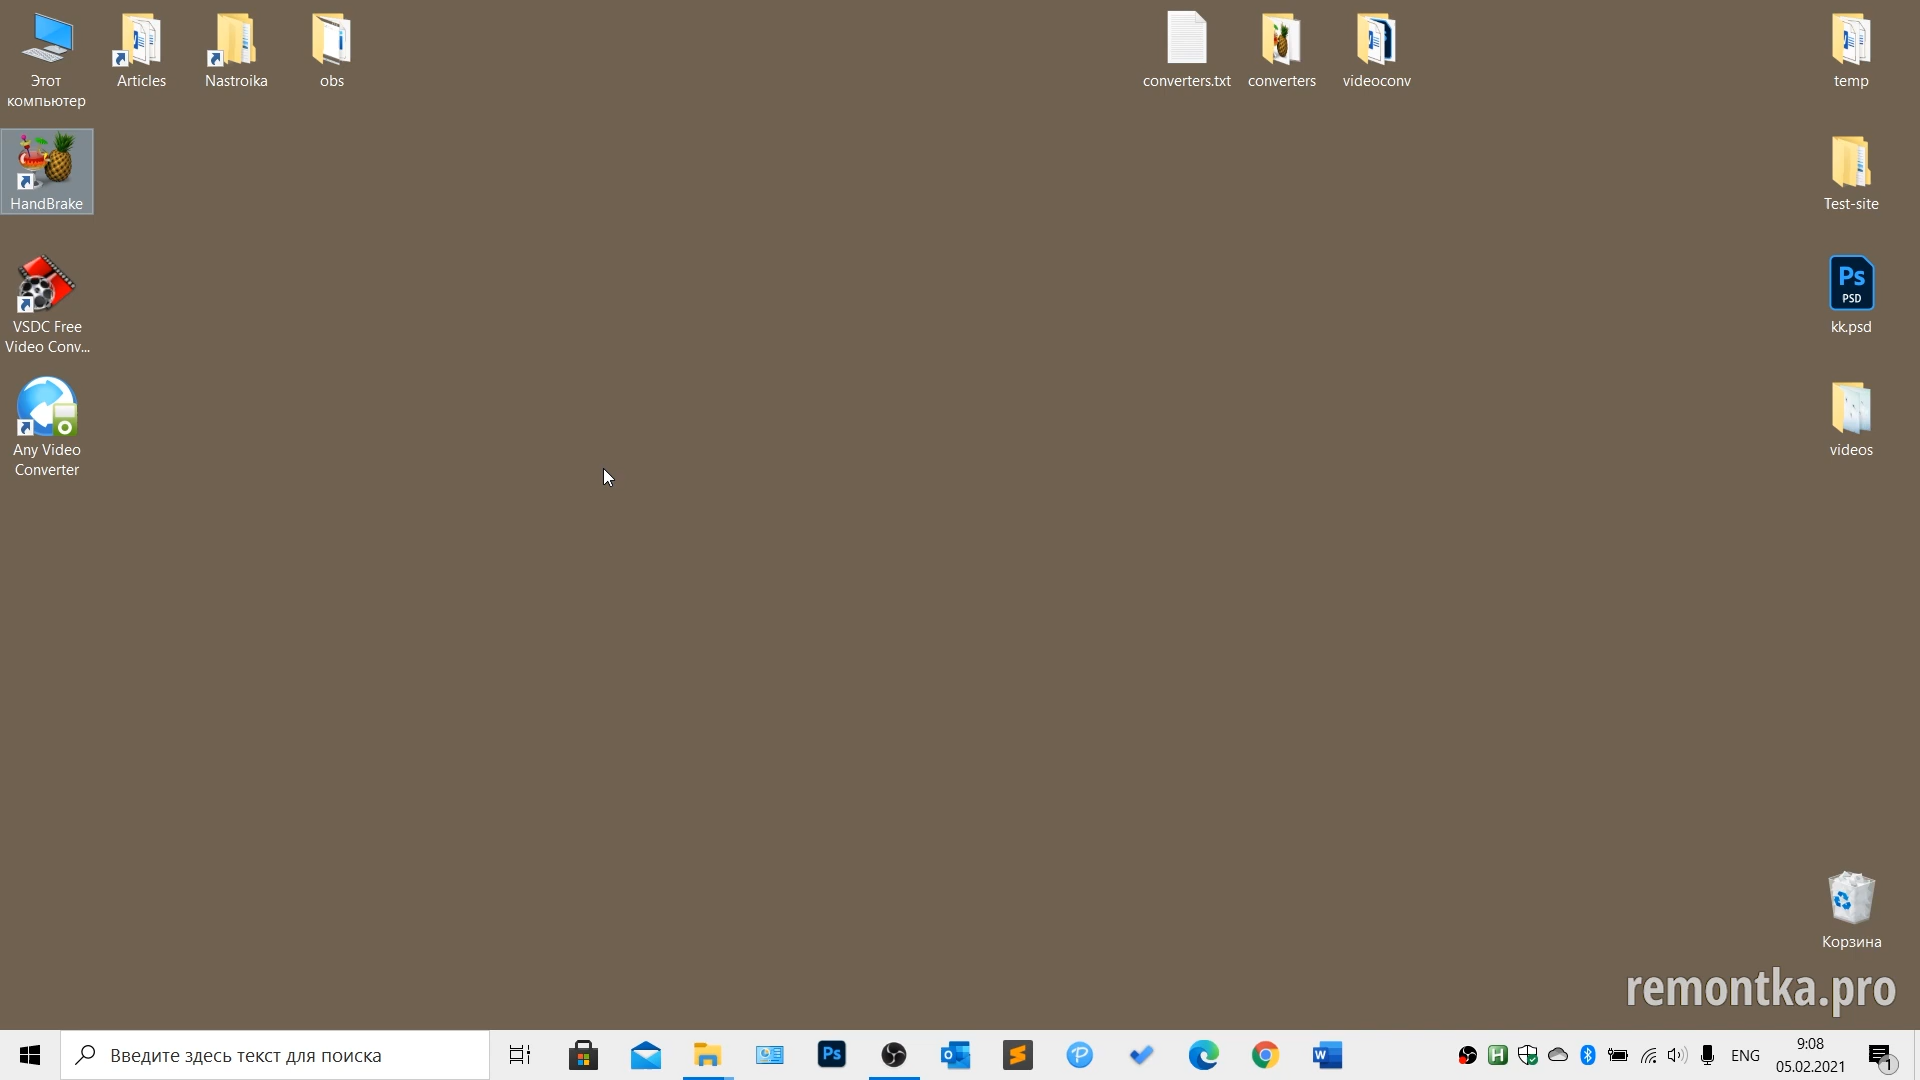 Этот
компьютер
Articles
Nastroika
obs
converters.txt
converters
videoconv
temp
HandBrake
Test-site
VSDC Free
Video Conv...
Ps
PSD
kk.psd
Any Video
Converter
videos
Корзина
remontka.pro
Введите здесь текст для поиска
Ps
ENG
9:08
05.02.2021
1